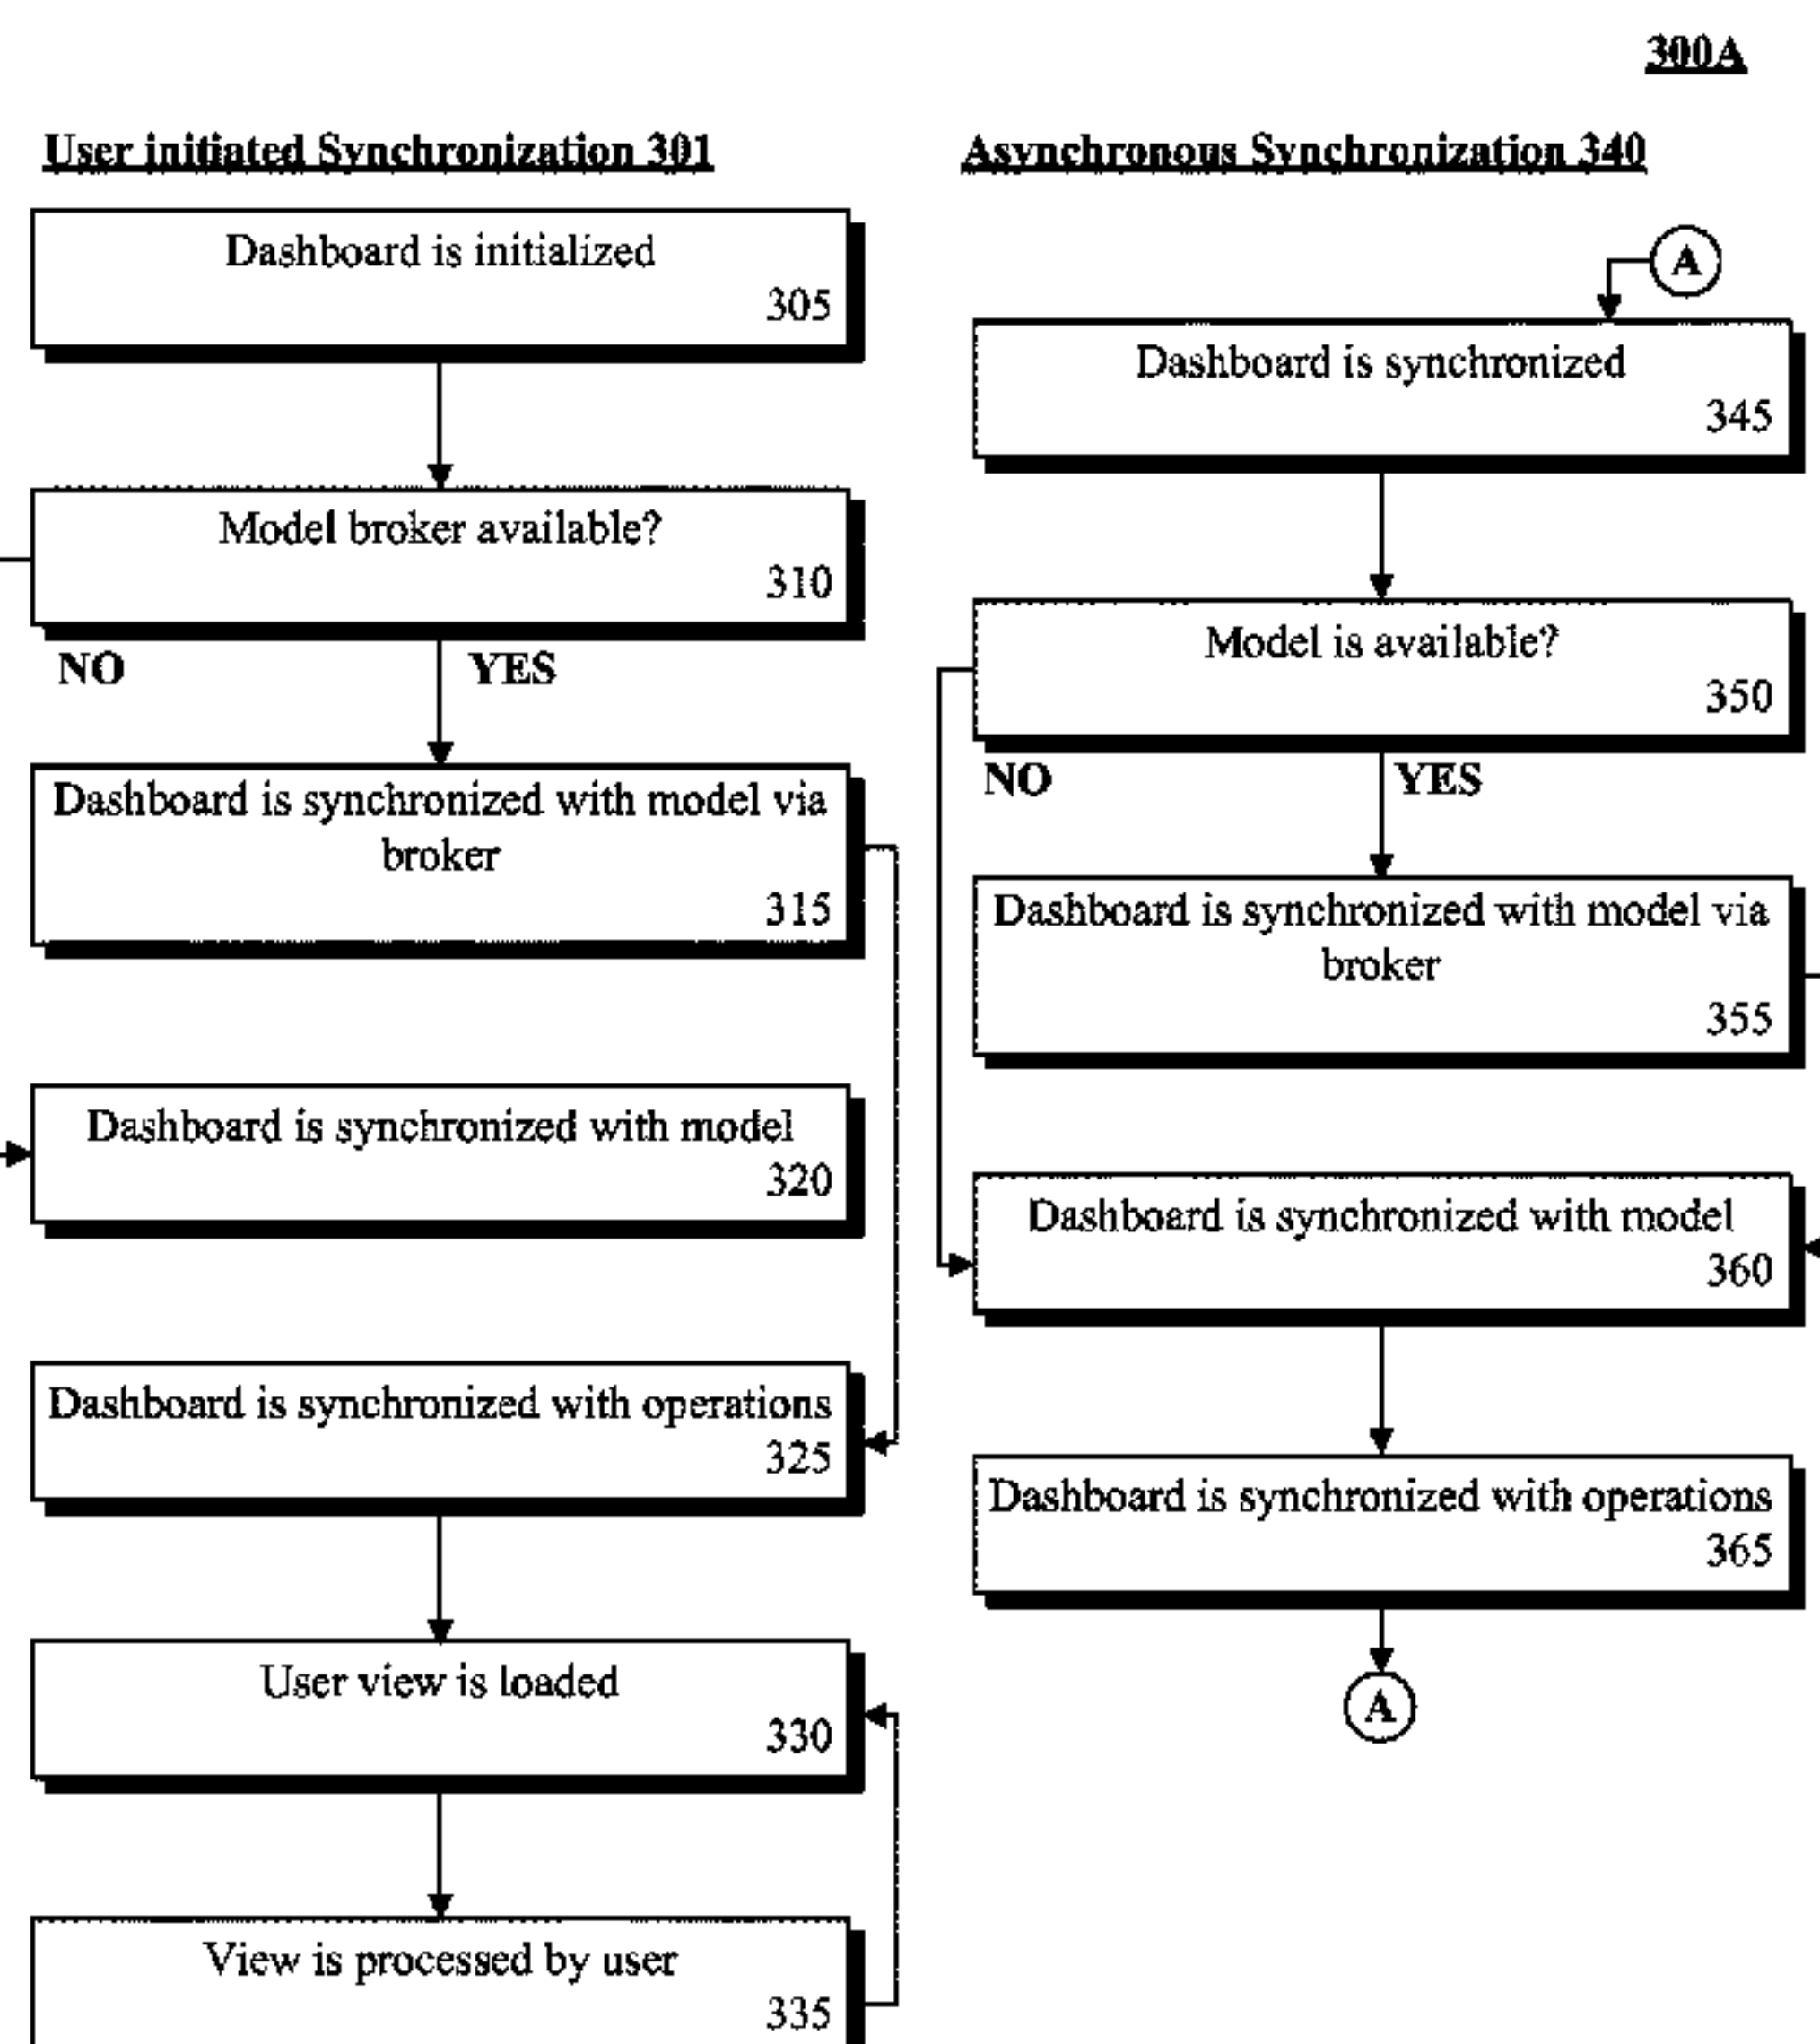 300A
User initiated Synchronization 301
Dashboard is initialized
305
Model broker available?
310
NO
YES
Dashboard is synchronized with model via
broker
315
Dashboard is synchronized with model
320
Dashboard is synchronized with operations
325
User view is loaded
330
View is processed by user
335
Asynchronous Synchronization 340
A
Dashboard is synchronized
345
Model is available?
350
NO
YES
Dashboard is synchronized with model via
broker
355
Dashboard is synchronized with model
360
Dashboard is synchronized with operations
365
A